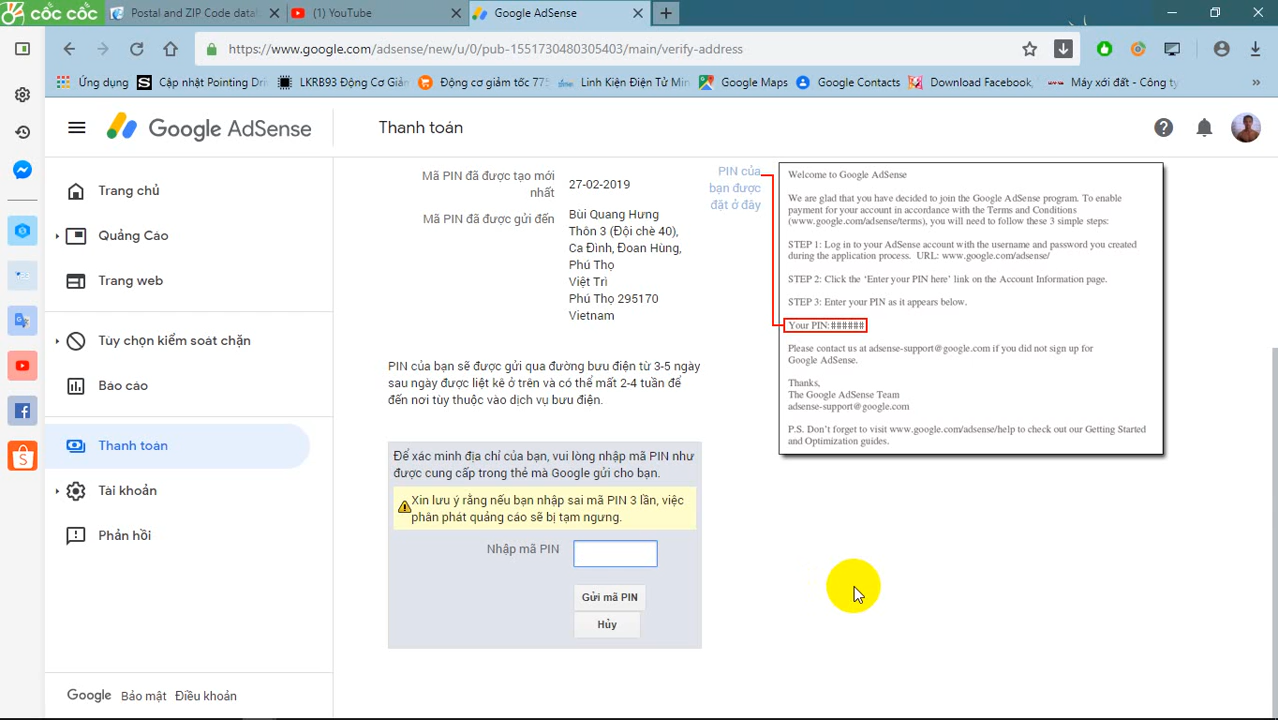 cốc cốc
Postal and ZIP Code datab
(1) YouTube
Google AdSense
https://www.google.com/adsense/new/u/0/pub-1551730480305403/main/verify-address
Ứng dụng
Cập nhật Pointing Dri
LKRB93 Động Cơ Giản
Động cơ giảm tốc 775
Linh Kiện Điện Tử Min
Google Maps
Google Contacts
Download Facebook,
Máy xới đất - Công ty
»
Google AdSense
Thanh toán
Trang chủ
Quảng Cáo
Trang web
Tùy chọn kiểm soát chặn
Báo cáo
Thanh toán
Tài khoản
Phản hồi
Google Bảo mật Điều khoản
Mã PIN đã được tạo mới
nhất
27-02-2019
Mã PIN đã được gửi đến
Bùi Quang Hưng
Thôn 3 (Đội chè 40),
Ca Đình, Đoan Hùng,
Phú Thọ
Việt Trì
Phú Thọ 295170
Vietnam
PIN của
bạn được
đặt ở đây
Welcome to Google AdSense
We are glad that you have decided to join the Google AdSense program. To enable
payment for your account in accordance with the Terms and Conditions
(www.google.com/adsense/terms), you will need to follow these 3 simple steps:
STEP 1: Log in to your AdSense account with the username and password you created
during the application process. URL: www.google.com/adsense/
STEP 2: Click the ‘Enter your PIN here’ link on the Account Information page.
STEP 3: Enter your PIN as it appears below.
Your PIN: ######
Please contact us at adsense-support@google.com if you did not sign up for
Google AdSense.
Thanks,
The Google AdSense Team
adsense-support@google.com
P.S. Don’t forget to visit www.google.com/adsense/help to check out our Getting Started
and Optimization guides.
PIN của bạn sẽ được gửi qua đường bưu điện từ 3-5 ngày
sau ngày được liệt kê ở trên và có thể mất 2-4 tuần để
đến nơi tùy thuộc vào dịch vụ bưu điện.
Để xác minh địa chỉ của bạn, vui lòng nhập mã PIN như
được cung cấp trong thẻ mà Google gửi cho bạn.
Xin lưu ý rằng nếu bạn nhập sai mã PIN 3 lần, việc
phân phát quảng cáo sẽ bị tạm ngưng.
Nhập mã PIN
Gửi mã PIN
Hủy